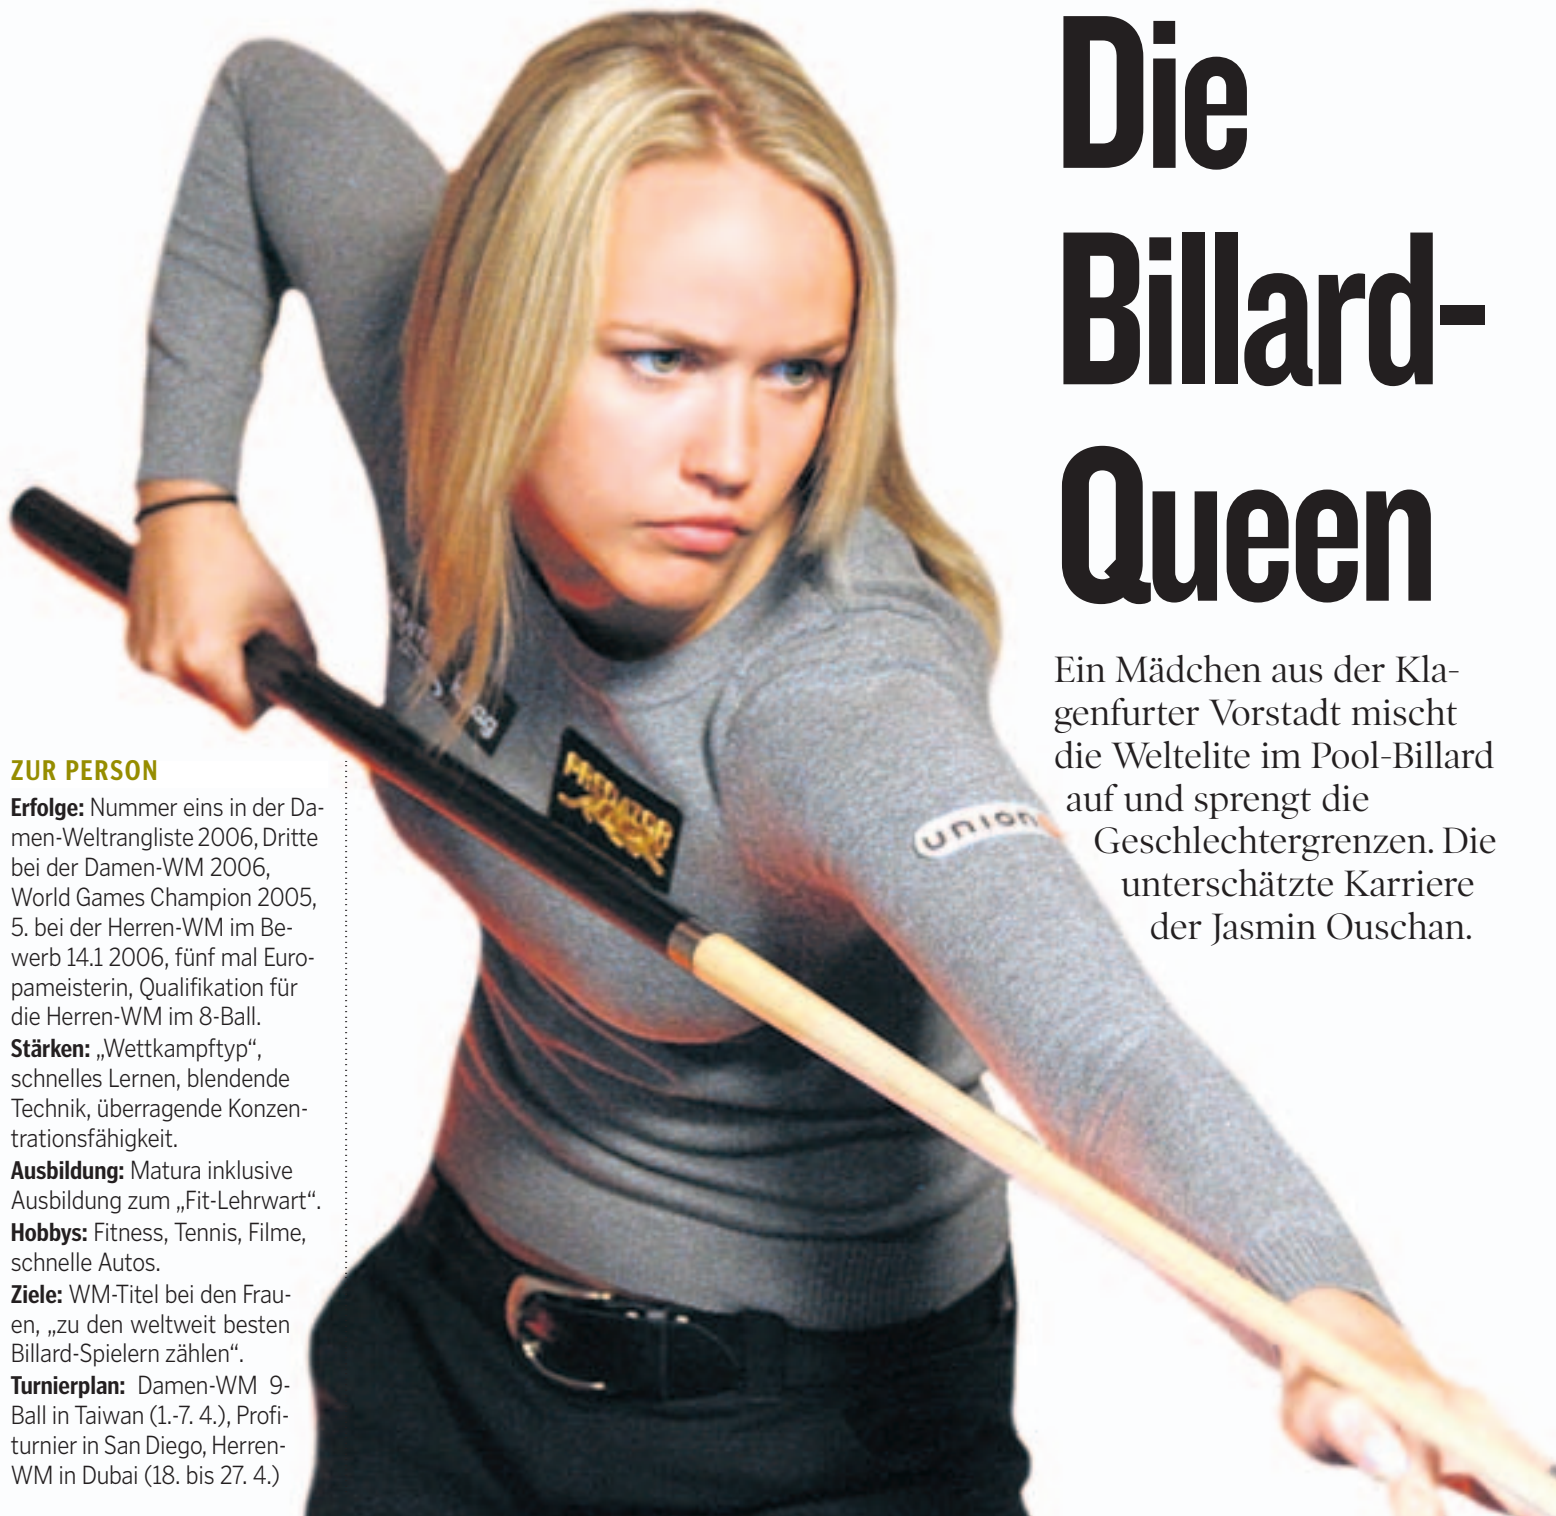 Die
Billard-
Queen
Ein Mädchen aus der Kla-
genfurter Vorstadt mischt
die Weltelite im Pool-Billard
auf und sprengt die
Geschlechtergrenzen. Die
unterschätzte Karriere
der Jasmin Ouschan.
ZUR PERSON
Erfolge: Nummer eins in der Da-
men-Weltrangliste 2006, Dritte
bei der Damen-WM 2006,
World Games Champion 2005,
5. bei der Herren-WM im Be-
werb 14.1 2006, fünf mal Euro-
pameisterin, Qualifikation für
die Herren-WM im 8-Ball.
Stärken: „Wettkampftyp“,
schnelles Lernen, blendende
Technik, überragende Konzen-
trationsfähigkeit.
Ausbildung: Matura inklusive
Ausbildung zum „Fit-Lehrwart“.
Hobbys: Fitness, Tennis, Filme,
schnelle Autos.
Ziele: WM-Titel bei den Frau-
en, „zu den weltweit besten
Billard-Spielern zählen“.
Turnierplan: Damen-WM 9-
Ball in Taiwan (1.-7. 4.), Profi-
turnier in San Diego, Herren-
WM in Dubai (18. bis 27. 4.)
PREDATOR
union